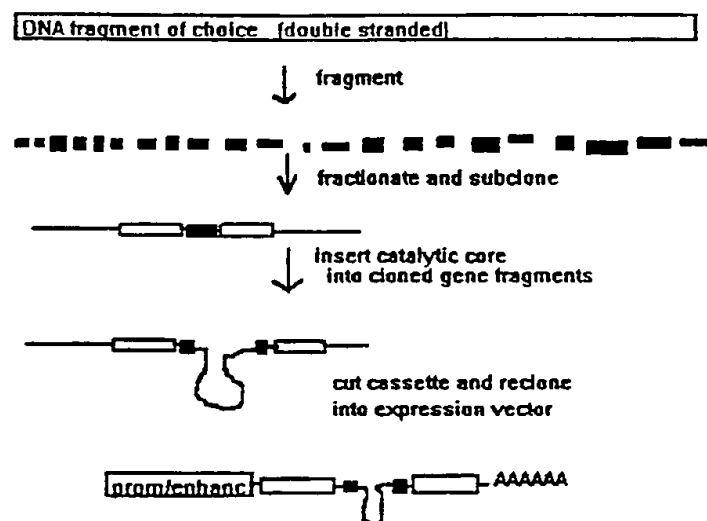 DNA fragment of choice (double stranded)
fragment
fractionate and subclone
insert catalytic core
into cloned gene fragments
cut cassette and reclone
into expression vector
prom/enhanc
AAAAAA